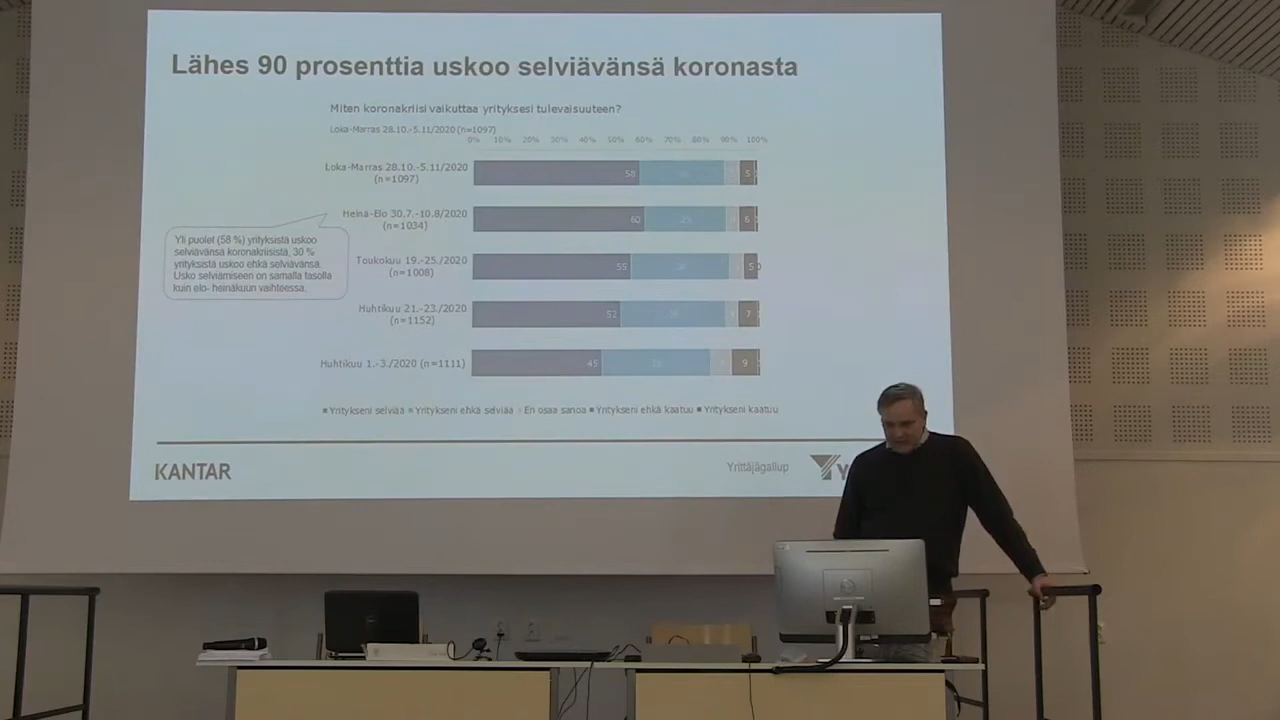 Lähes 90 prosenttia uskoo selviävänsä koronasta
Miten koronakriisi vaikuttaa yrityksesi tulevaisuuteen?
Loka-Marras 28.10.-5.11/2020 (n=1097)
0% 10% 20% 30% 40% 50% 60% 70% 80% 90% 100%
Loka-Marras 28.10.-5.11/2020
(n=1097)
58 5
Heinä-Elo 30.7.-10.8/2020
(n=1034)
60 25 6
Yli puolet (58 %) yrityksistä uskoo
selviävänsä koronakriisistä, 30 %
yrityksistä uskoo ehkä selviävänsä.
Usko selviämiseen on samalla tasolla
kuin elo- heinäkuun vaihteessa.
Toukokuu 19.-25./2020
(n=1008)
55 5 0
Huhtikuu 21.-23./2020
(n=1152)
52 7
Huhtikuu 1.-3./2020 (n=1111)
45 9
Yritykseni selviää Yritykseni ehkä selviää En osaa sanoa Yritykseni ehkä kaatuu Yritykseni kaatuu
KANTAR
Yrittäjägallup